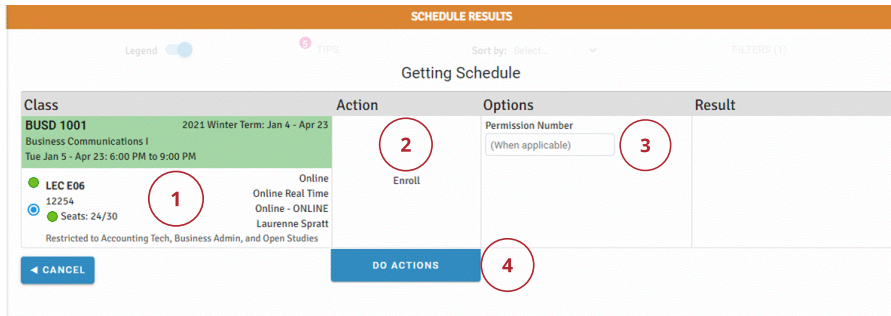 SCHEDULE RESULTS
Legend
5 TIPS
Sort by: Select...
FILTERS (1)
Getting Schedule
Class Action Options Result
BUSD 1001 2021 Winter Term: Jan 4 - Apr 23
Business Communications I
Tue Jan 5 - Apr 23: 6:00 PM to 9:00 PM
2
Permission Number
(When applicable)
3
Enroll
LEC E06
12254
Seats: 24/30
1
Online
Online Real Time
Online - ONLINE
Laurenne Spratt
Restricted to Accounting Tech, Business Admin, and Open Studies
CANCEL
DO ACTIONS
4